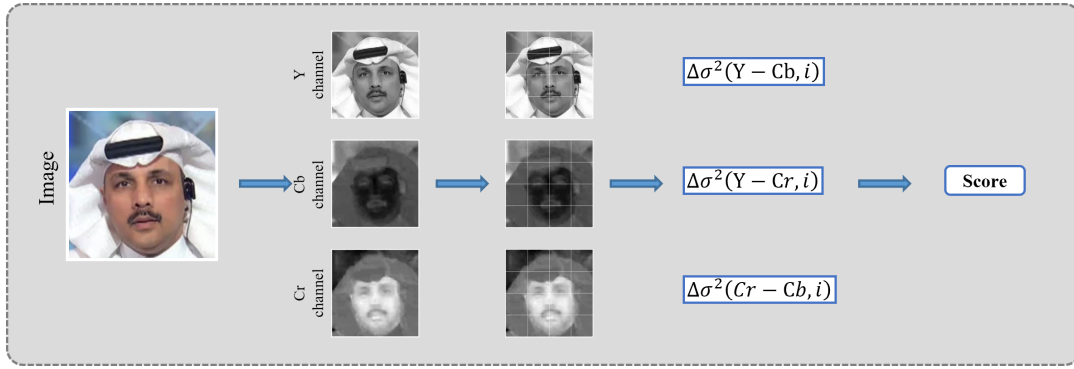 Image
Y
channel
Cb
channel
Cr
channel
Δσ²(Y − Cb, i)
Δσ²(Y − Cr, i)
Δσ²(Cr − Cb, i)
Score